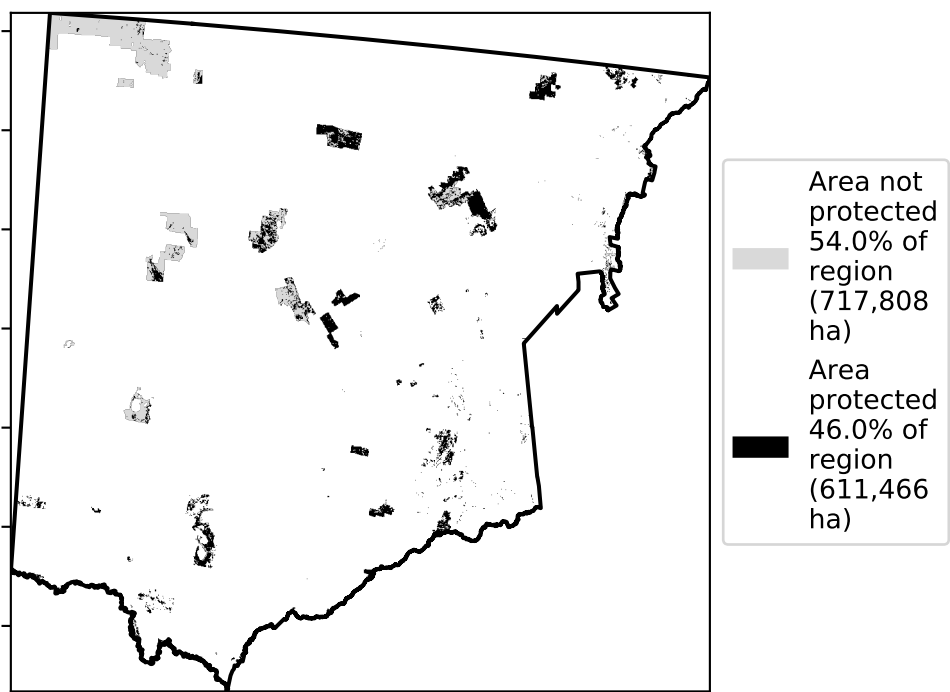 Area not
protected
54.0% of
region
(717,808
ha)
Area
protected
46.0% of
region
(611,466
ha)